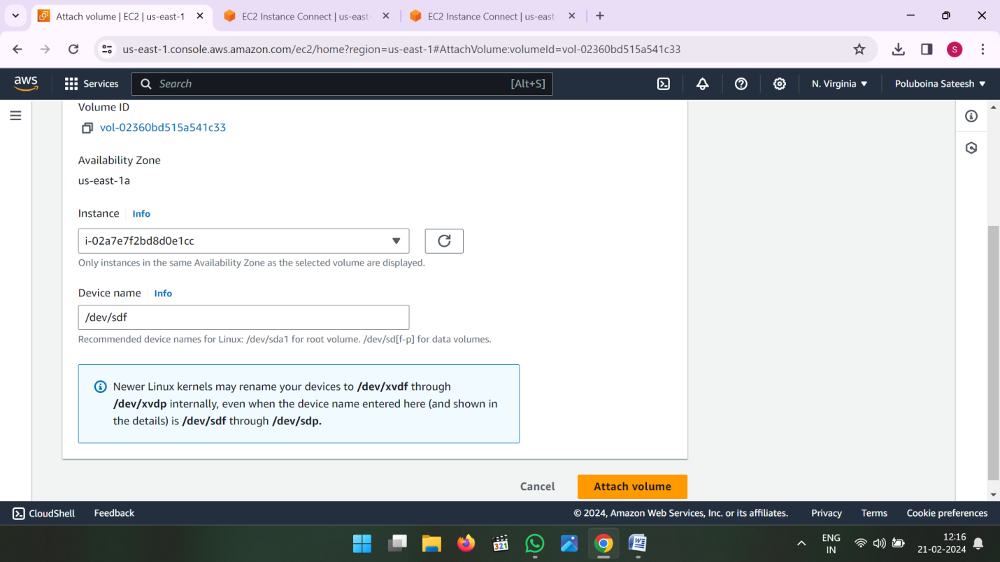 Attach volume | EC2 | us-east-1
EC2 Instance Connect | us-east-
EC2 Instance Connect | us-east-
us-east-1.console.aws.amazon.com/ec2/home?region=us-east-1#AttachVolume:volumeId=vol-02360bd515a541c33
S
aws
Services
Search
[Alt+S]
N. Virginia
Poluboina Sateesh
Volume ID
vol-02360bd515a541c33
Availability Zone
us-east-1a
Instance
Info
i-02a7e7f2bd8d0e1cc
Only instances in the same Availability Zone as the selected volume are displayed.
Device name
Info
/dev/sdf
Recommended device names for Linux: /dev/sda1 for root volume. /dev/sd[f-p] for data volumes.
Newer Linux kernels may rename your devices to /dev/xvdf through
/dev/xvdp internally, even when the device name entered here (and shown in
the details) is /dev/sdf through /dev/sdp.
Cancel
Attach volume
CloudShell
Feedback
© 2024, Amazon Web Services, Inc. or its affiliates.
Privacy
Terms
Cookie preferences
321
W
ENG
IN
12:16
21-02-2024